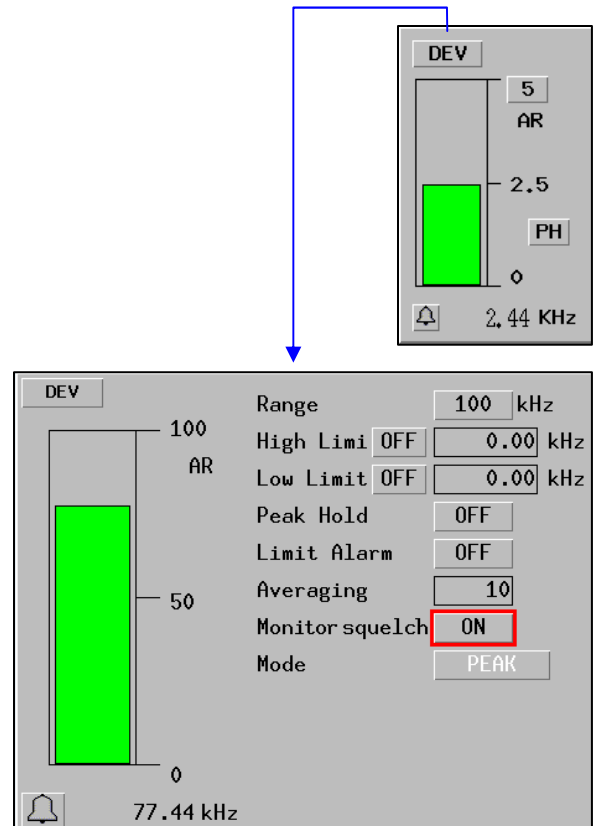 DEV
5
AR
2.5
PH
0
2.44 KHz
DEV
100
AR
50
0
77.44 kHz
Range 100 kHz
High Limi OFF 0.00 kHz
Low Limit OFF 0.00 kHz
Peak Hold OFF
Limit Alarm OFF
Averaging 10
Monitor squelch ON
Mode PEAK